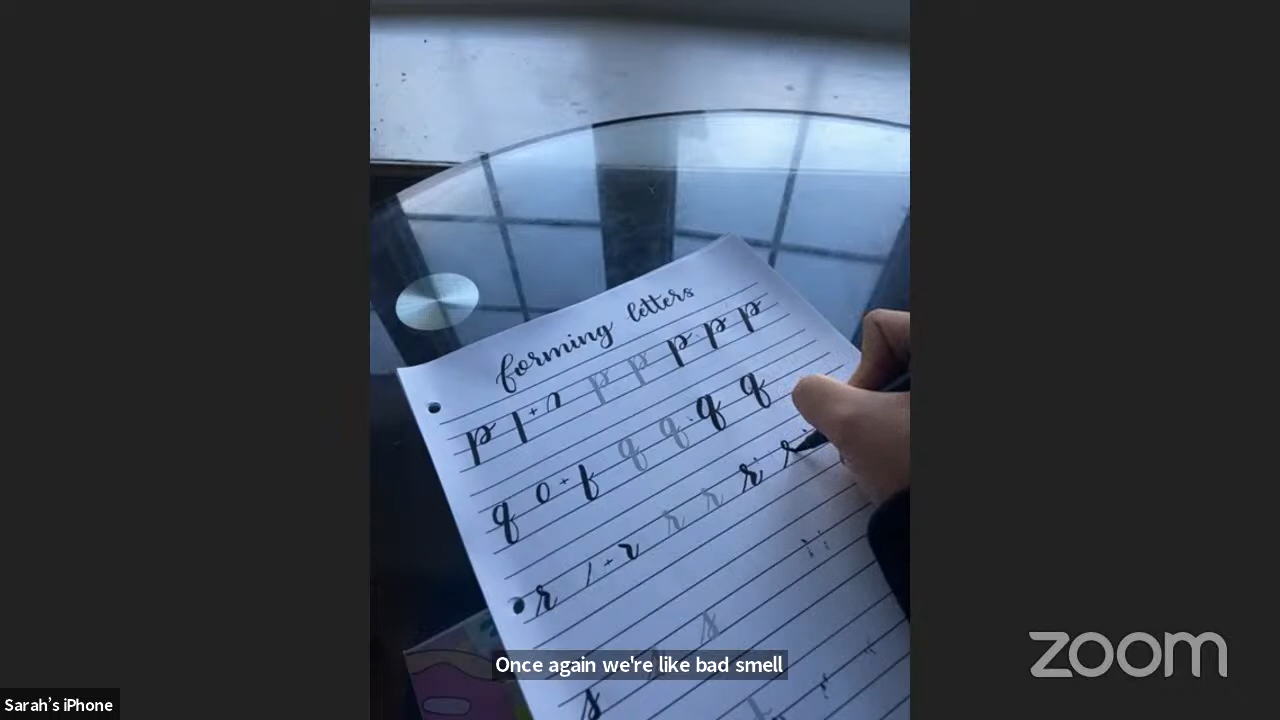 forming letters
p l + n p p p p p
q o + f q q q q
r / + r r r r r
s s
Once again we're like bad smell
zoom
Sarah's iPhone